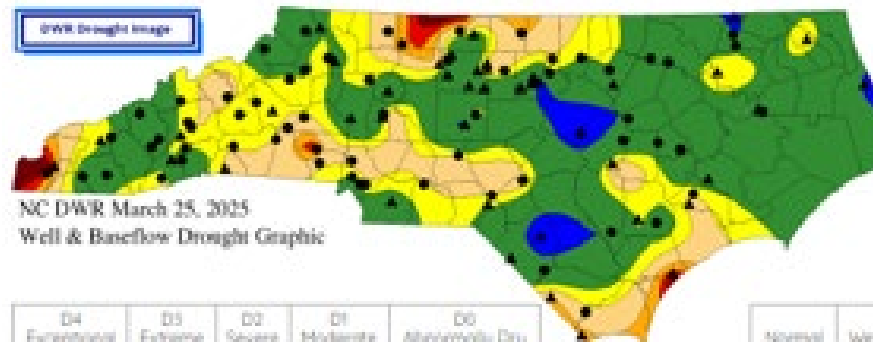 DWR Drought Image
NC DWR March 25, 2025
Well & Baseflow Drought Graphic
D4 D3 D2 D1 D0
Exceptional Extreme Severe Moderate Abnormally Dry Normal